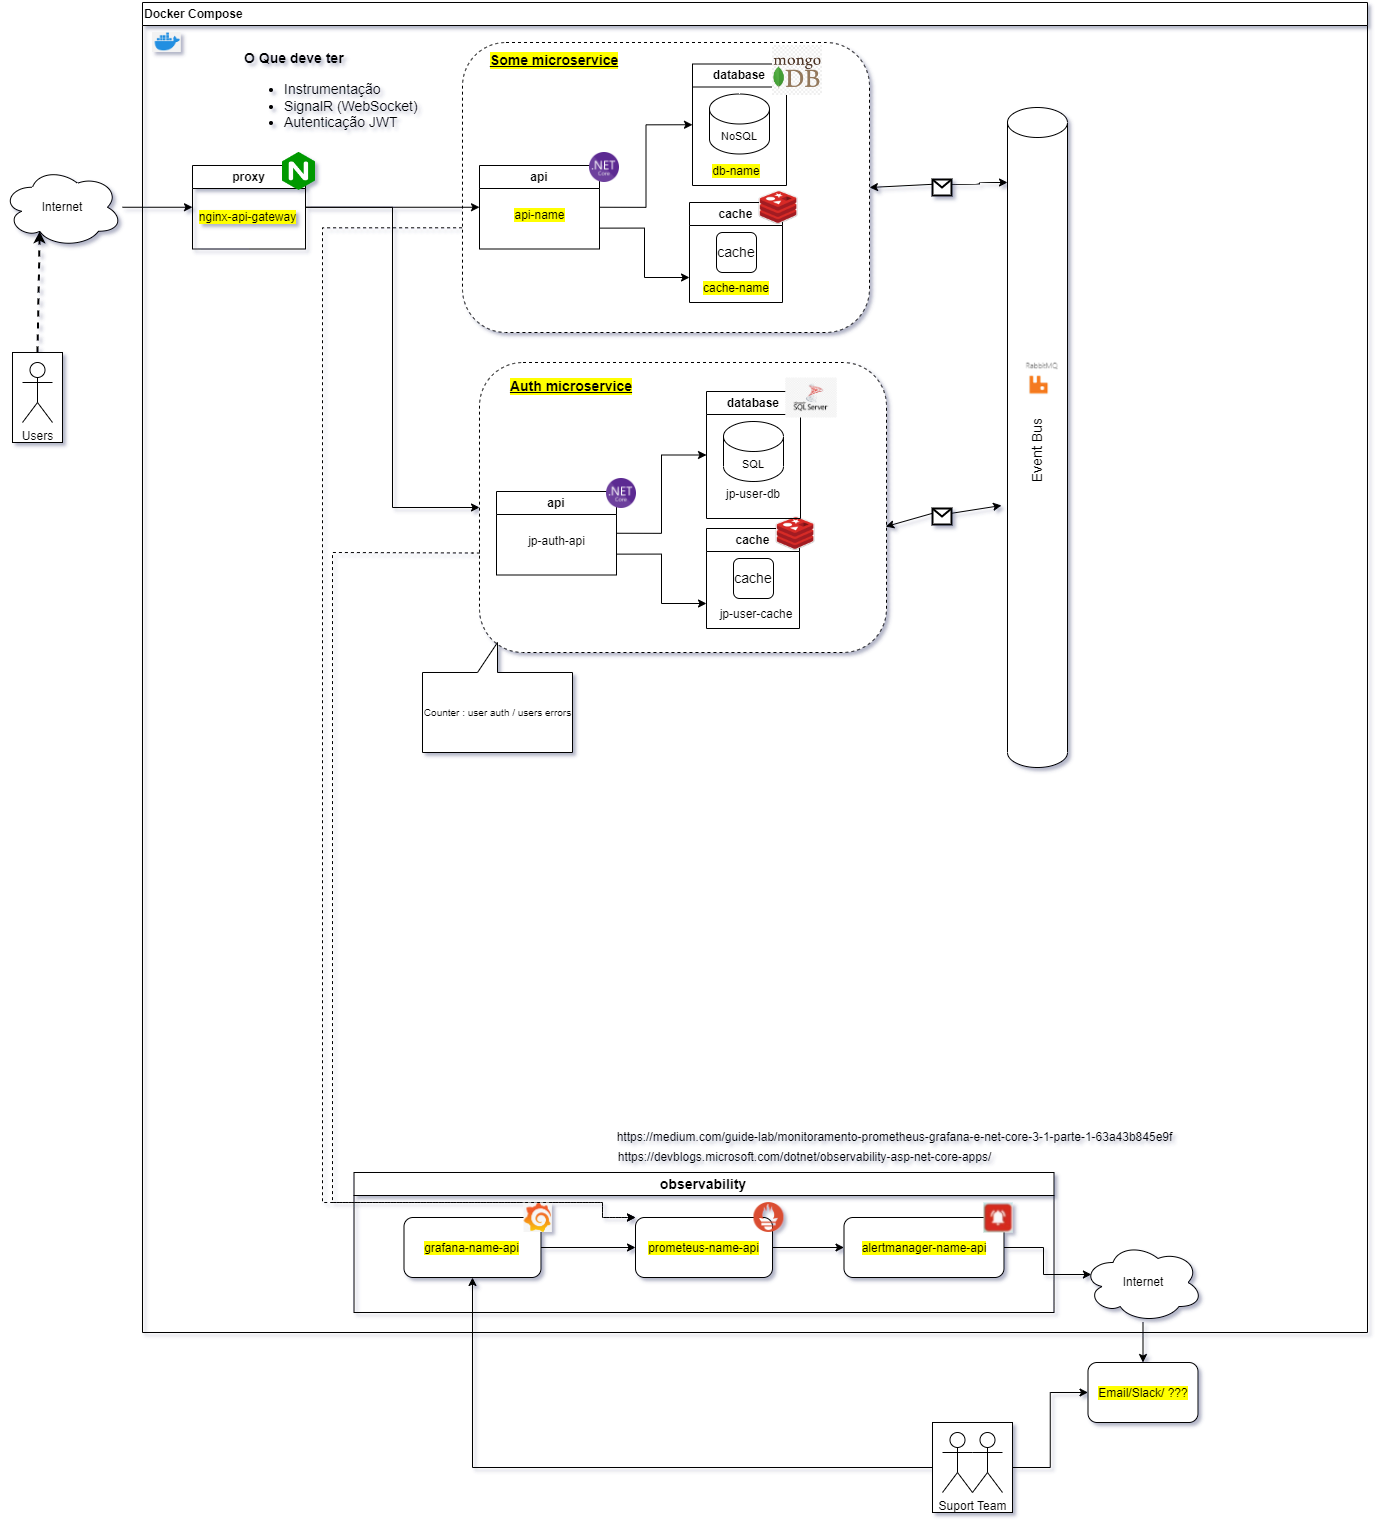 Docker Compose
O Que deve ter
Instrumentação
SignalR (WebSocket)
Autenticação JWT
Some microservice
database
mongo
DB
NoSQL
db-name
Internet
proxy
N
nginx-api-gateway
api
.NET
Core
api-name
cache
cache
cache-name
Users
RabbitMQ
Event Bus
Auth microservice
database
SQL Server
SQL
jp-user-db
api
.NET
Core
jp-auth-api
cache
cache
jp-user-cache
Counter : user auth / users errors
https://medium.com/guide-lab/monitoramento-prometheus-grafana-e-net-core-3-1-parte-1-63a43b845e9f
https://devblogs.microsoft.com/dotnet/observability-asp-net-core-apps/
observability
grafana-name-api
prometeus-name-api
alertmanager-name-api
Internet
Email/Slack/ ???
Suport Team